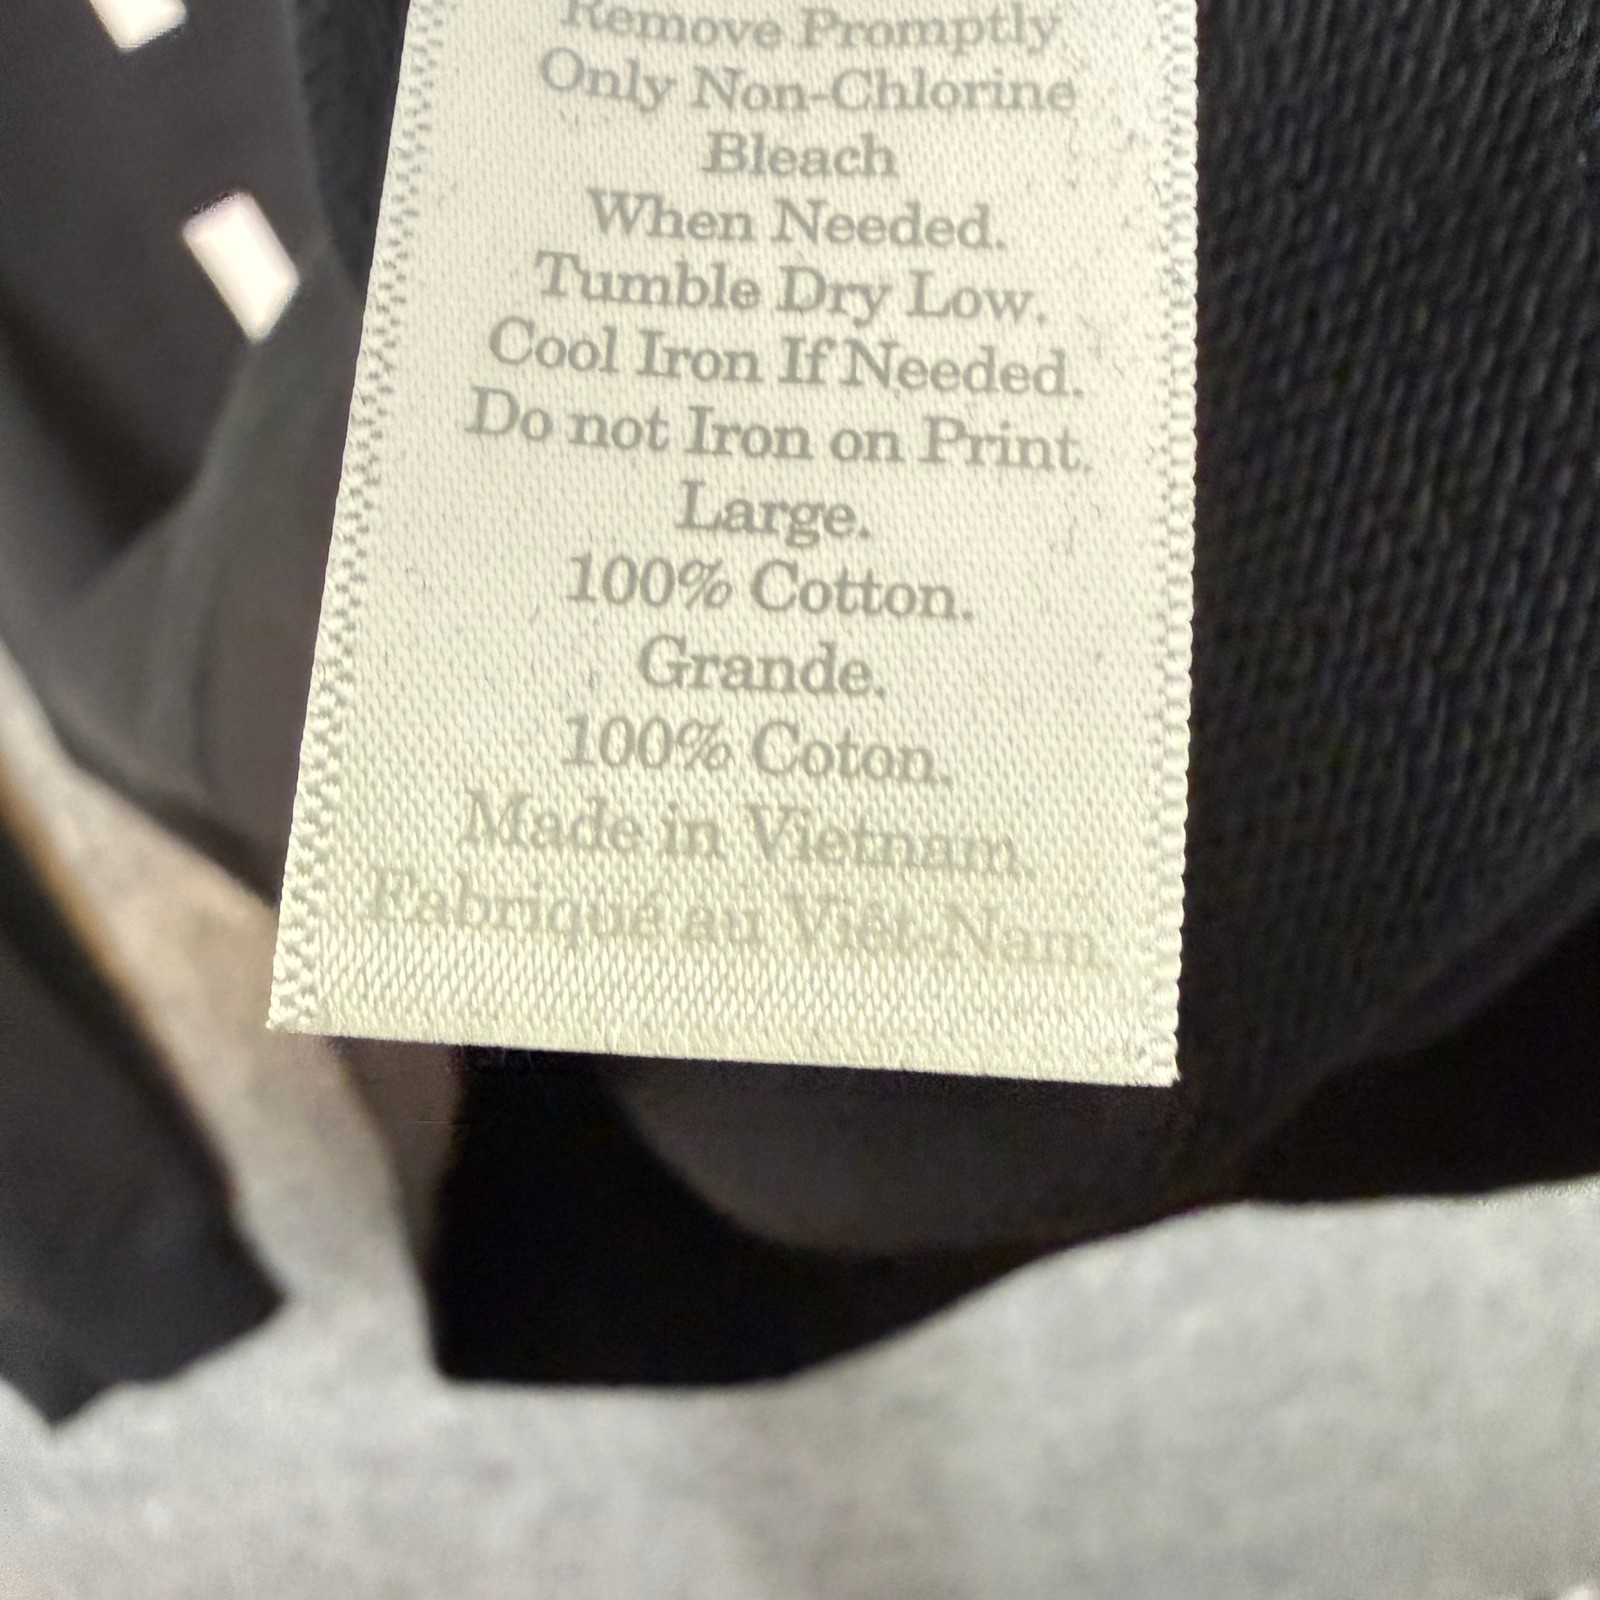 Remove Promptly
Only Non-Chlorine
Bleach
When Needed.
Tumble Dry Low.
Cool Iron If Needed.
Do not Iron on Print.
Large.
100% Cotton.
Grande.
100% Coton.
Made in Vietnam.
Fabriqué au Viêt-Nam.